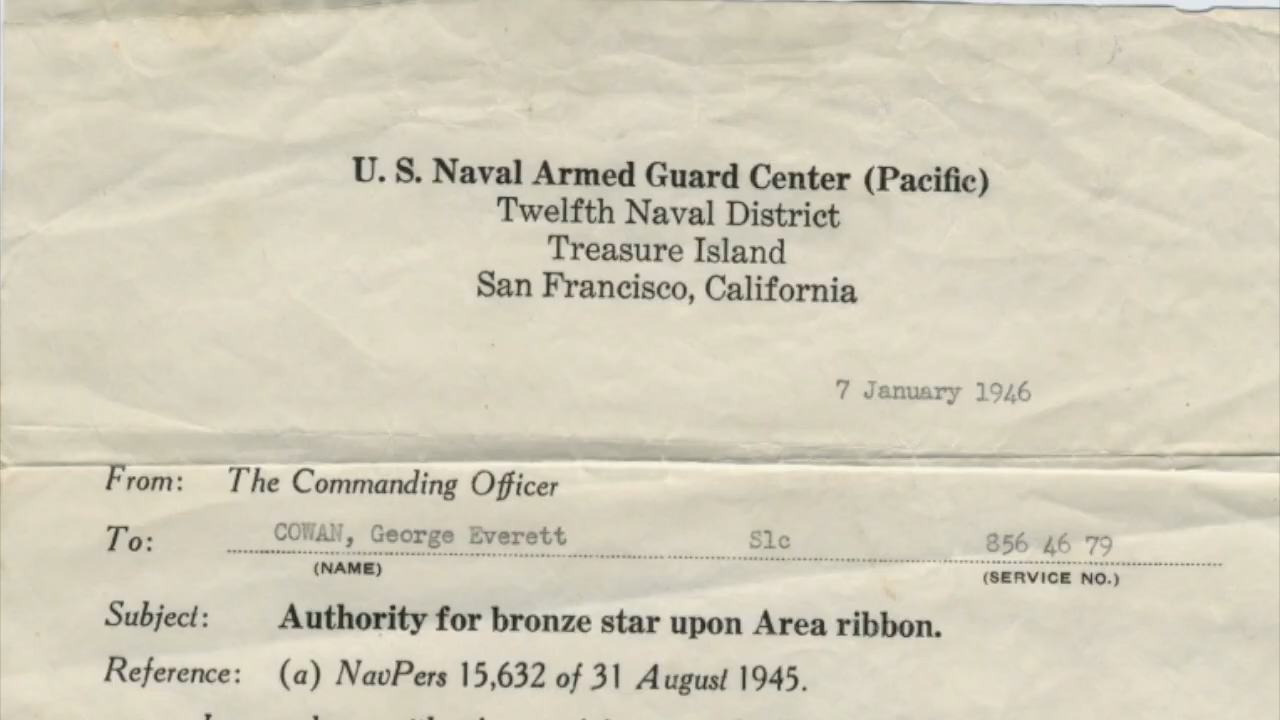 U. S. Naval Armed Guard Center (Pacific)
Twelfth Naval District
Treasure Island
San Francisco, California
7 January 1946
From: The Commanding Officer
To: COWAN, George Everett S1c 856 46 79
(NAME) (SERVICE NO.)
Subject: Authority for bronze star upon Area ribbon.
Reference: (a) NavPers 15,632 of 31 August 1945.